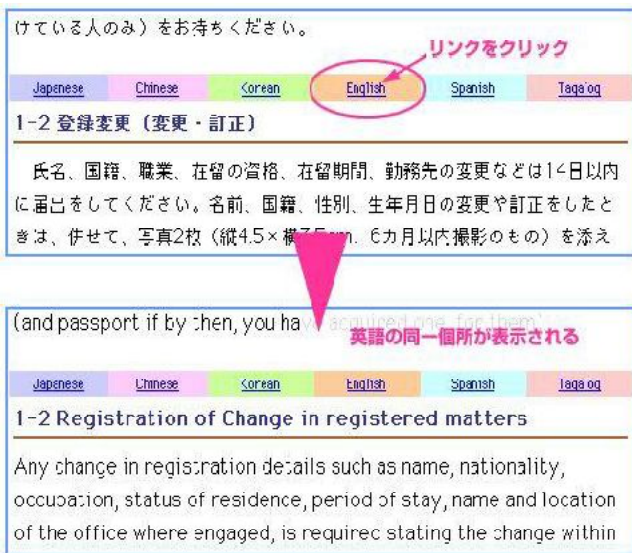 けている人のみ）をお持ちください。
リンクをクリック
Japanese Chinese Korean English Spanish Tagalog
1-2 登録変更（変更・訂正）
氏名、国籍、職業、在留の資格、在留期間、勤務先の変更などは14日以内
に届出をしてください。名前、国籍、性別、生年月日の変更や訂正をしたと
きは、併せて、写真2枚（縦4.5×横3.5cm. 6カ月以内撮影のもの）を添え
(and passport if by then, you have acquired one, for them
英語の同一個所が表示される
Japanese Chinese Korean English Spanish Tagalog
1-2 Registration of Change in registered matters
Any change in registration details such as name, nationality,
occupation, status of residence, period of stay, name and location
of the office where engaged, is required stating the change within